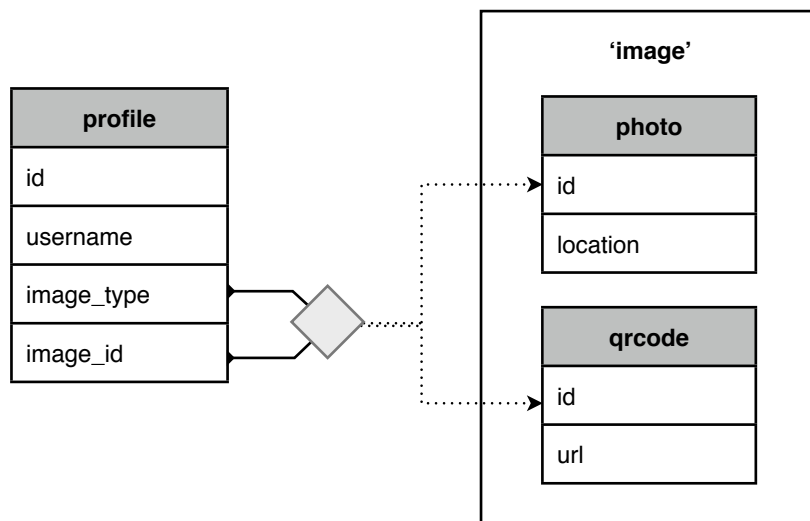 profile
id
username
image_type
image_id
‘image’
photo
id
location
qrcode
id
url